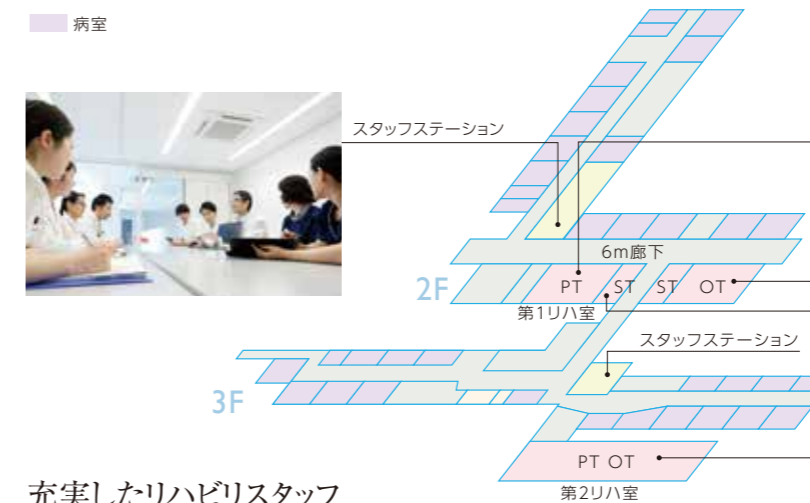 病室
スタッフステーション
6m廊下
2F
PT
ST
ST
OT
第1リハ室
スタッフステーション
3F
PT OT
第2リハ室
充実したリハビリスタッフ